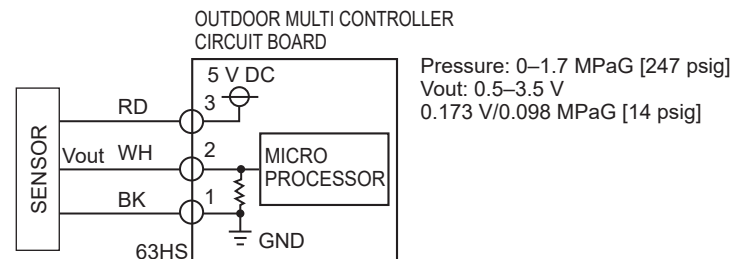 OUTDOOR MULTI CONTROLLER
CIRCUIT BOARD
Pressure: 0–1.7 MPaG [247 psig]
Vout: 0.5–3.5 V
0.173 V/0.098 MPaG [14 psig]
5 V DC
SENSOR
RD
3
Vout WH
2
MICRO
PROCESSOR
BK
1
GND
63HS